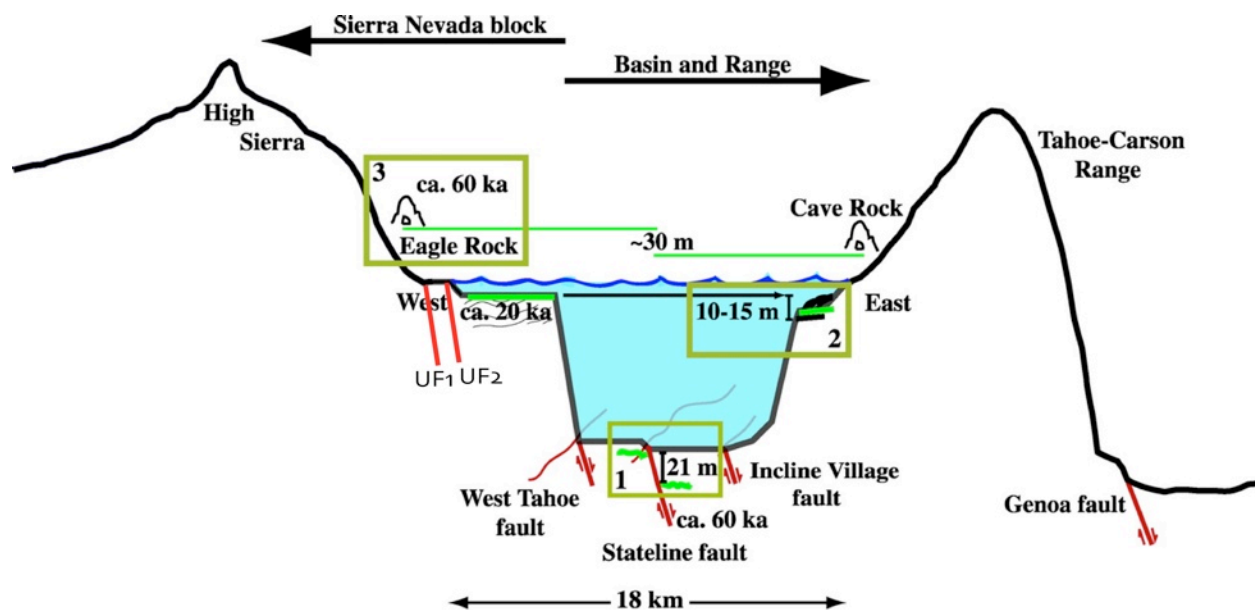 Sierra Nevada block
Basin and Range
High
Sierra
Tahoe-Carson
Range
3
ca. 60 ka
Eagle Rock
Cave Rock
~30 m
West
ca. 20 ka
10-15 m
2
East
UF1 UF2
1
21 m
West Tahoe
fault
Incline Village
fault
ca. 60 ka
Stateline fault
Genoa fault
18 km